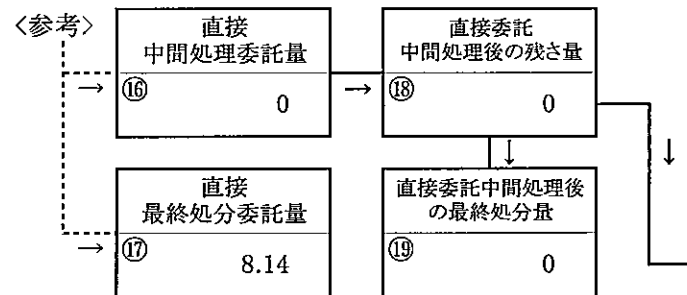 〈参考〉
直接
中間処理委託量
⑯
0
直接委託
中間処理後の残さ量
⑱
0
直接
最終処分委託量
⑰
8.14
直接委託中間処理後
の最終処分量
⑲
0